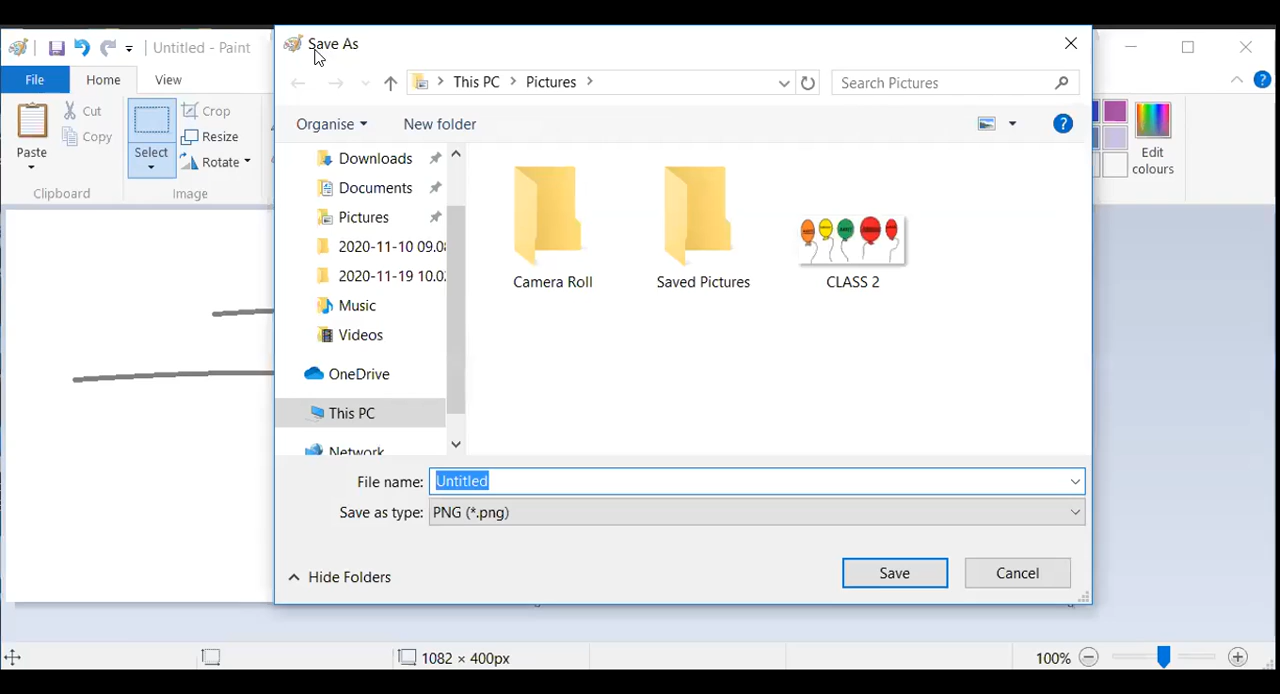 Untitled - Paint
File
Home
View
Paste
Cut
Copy
Clipboard
Select
Crop
Resize
Rotate
Image
Edit
colours
Save As
This PC
Pictures
Search Pictures
Organise
New folder
Downloads
Documents
Pictures
2020-11-10 09.0
2020-11-19 10.0
Music
Videos
OneDrive
This PC
Network
Camera Roll
Saved Pictures
CLASS 2
File name:
Untitled
Save as type:
PNG (*.png)
Hide Folders
Save
Cancel
1082 × 400px
100%